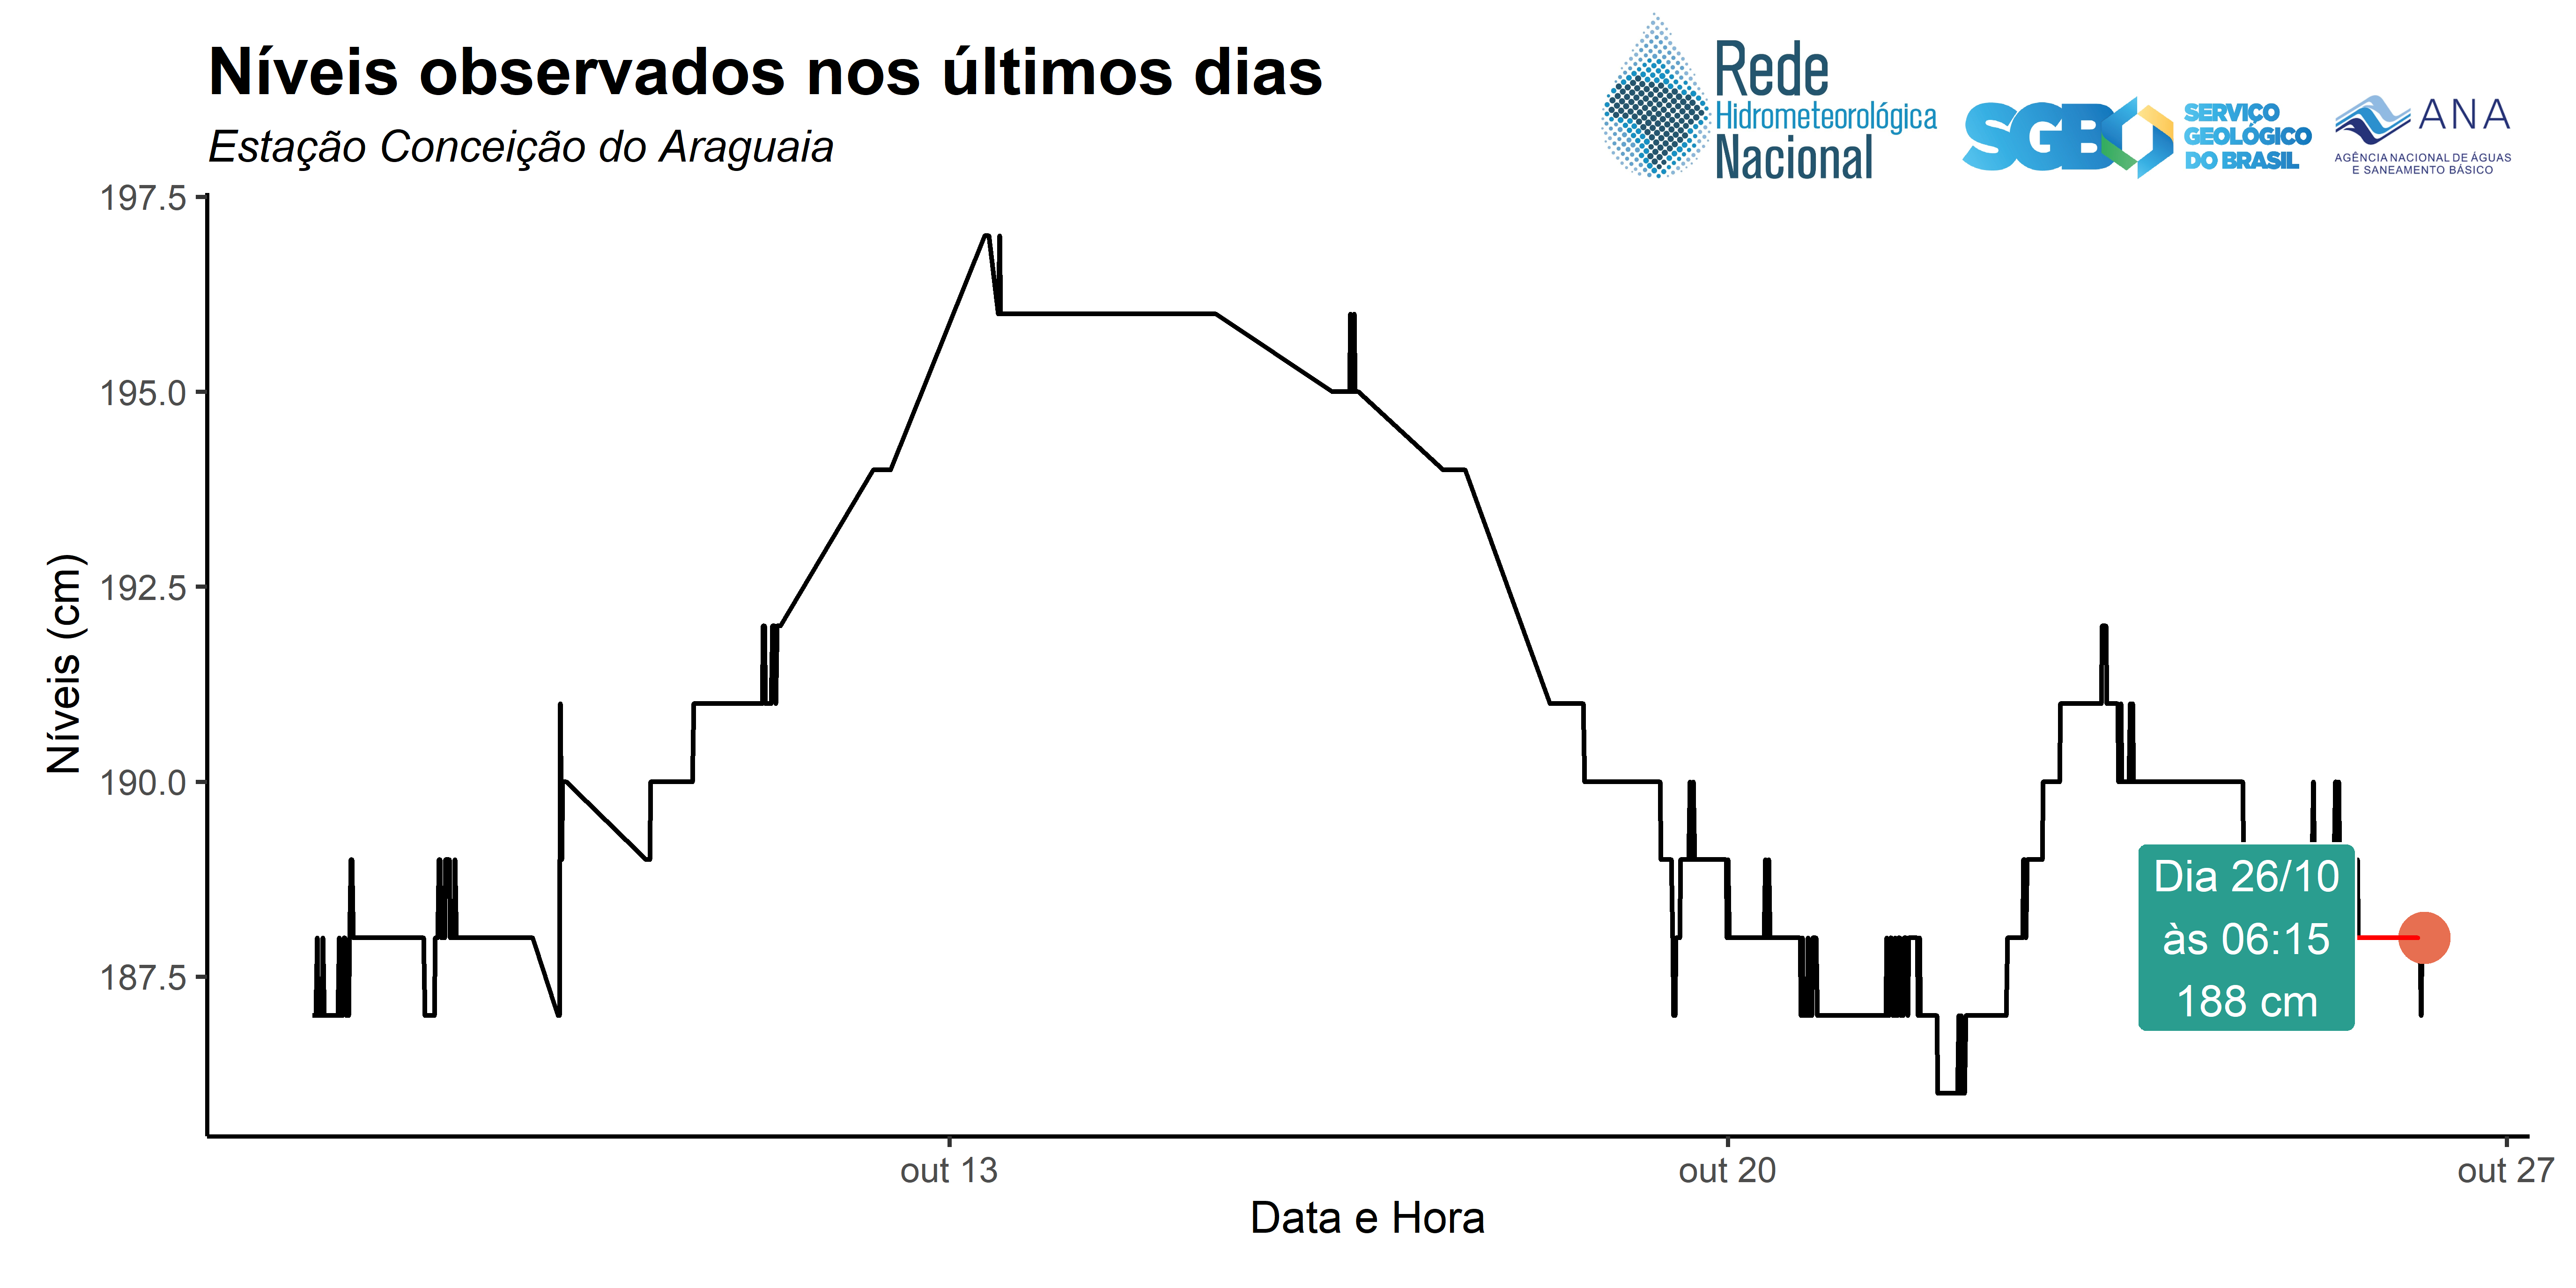 Níveis observados nos últimos dias
Estação Conceição do Araguaia
Rede
Hidrometeorológica
Nacional
SGB
SERVIÇO
GEOLÓGICO
DO BRASIL
ANA
AGÊNCIA NACIONAL DE ÁGUAS
E SANEAMENTO BÁSICO
197.5
195.0
192.5
190.0
187.5
Níveis (cm)
Dia 26/10
às 06:15
188 cm
out 13
out 20
out 27
Data e Hora